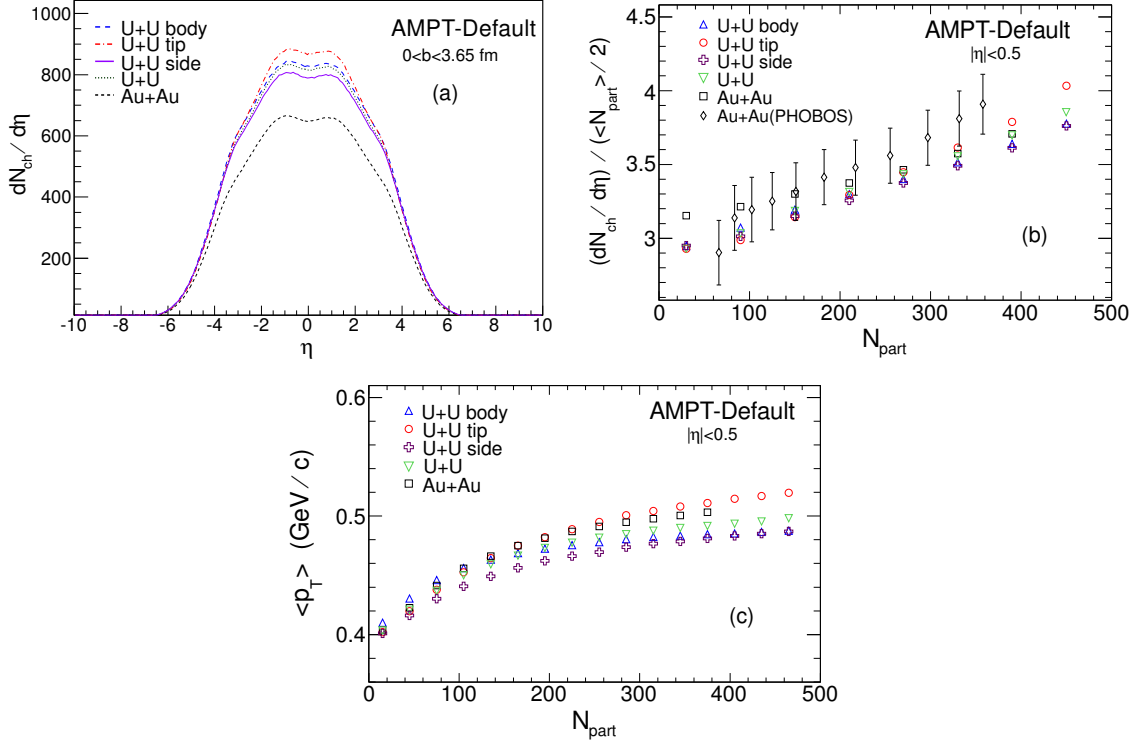 AMPT-Default
0<b<3.65 fm
(a)
U+U body
U+U tip
U+U side
U+U
Au+Au
dN_ch / dη
1000
800
600
400
200
-10 -8 -6 -4 -2 0 2 4 6 8 10
η
AMPT-Default
|η|<0.5
(b)
U+U body
U+U tip
U+U side
U+U
Au+Au
Au+Au(PHOBOS)
(dN_ch / dη) / (<N_part> / 2)
4.5
4
3.5
3
0 100 200 300 400 500
N_part
AMPT-Default
|η|<0.5
(c)
U+U body
U+U tip
U+U side
U+U
Au+Au
<p_T> (GeV / c)
0.6
0.5
0.4
0 100 200 300 400 500
N_part